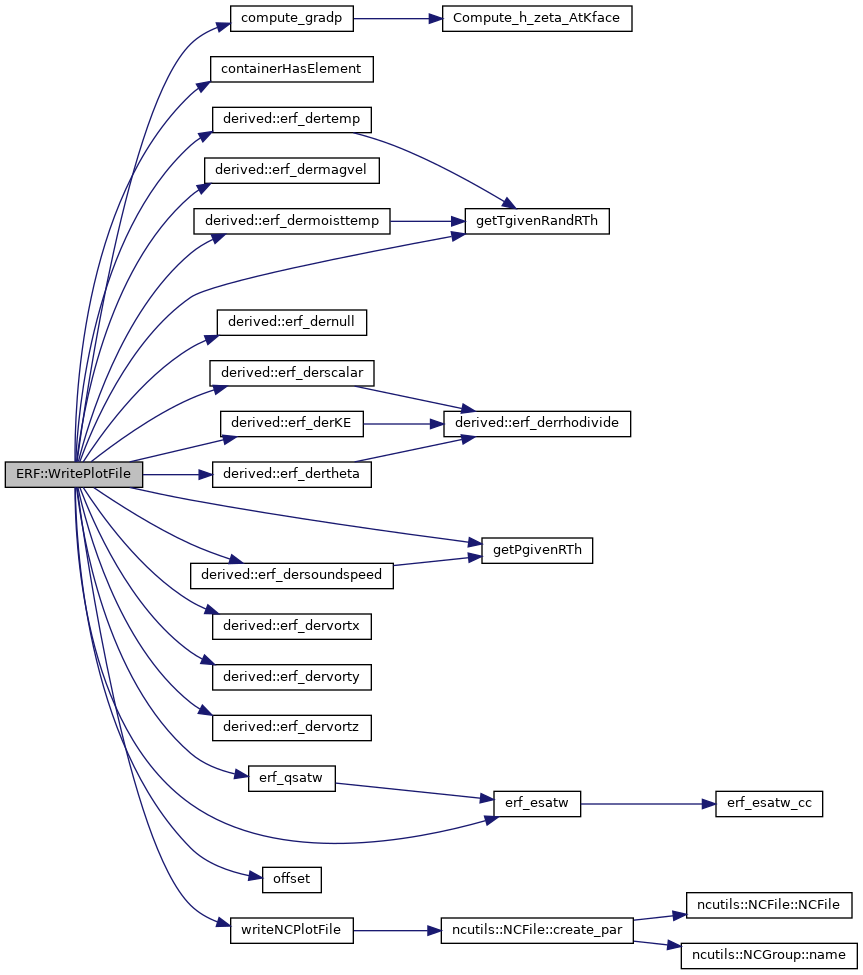 compute_gradp
Compute_h_zeta_AtKface
containerHasElement
derived::erf_dertemp
derived::erf_dermagvel
derived::erf_dermoisttemp
getTgivenRandRTh
derived::erf_dernull
derived::erf_derscalar
derived::erf_derKE
derived::erf_derrhodivide
ERF::WritePlotFile
derived::erf_dertheta
getPgivenRTh
derived::erf_dersoundspeed
derived::erf_dervortx
derived::erf_dervorty
derived::erf_dervortz
erf_qsatw
erf_esatw
erf_esatw_cc
offset
writeNCPlotFile
ncutils::NCFile::create_par
ncutils::NCFile::NCFile
ncutils::NCGroup::name